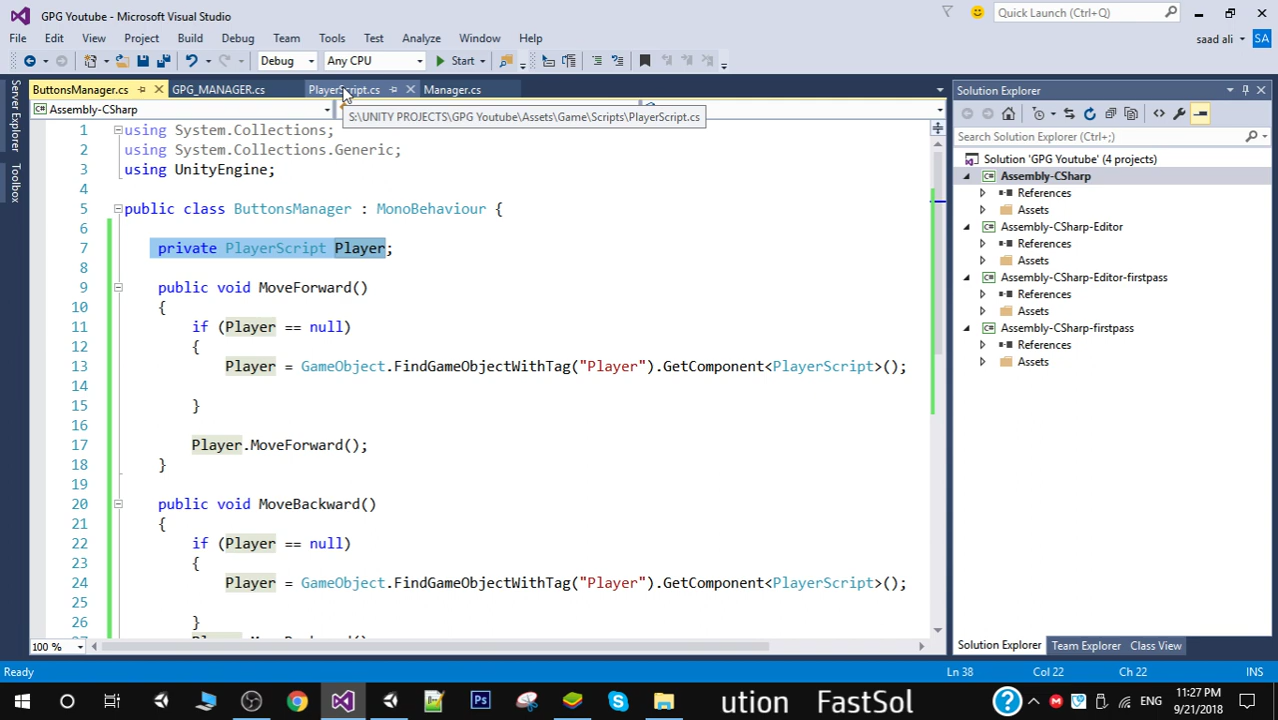 GPG Youtube - Microsoft Visual Studio
Quick Launch (Ctrl+Q)
File Edit View Project Build Debug Team Tools Test Analyze Window Help
saad ali SA
Debug Any CPU Start
ButtonsManager.cs GPG_MANAGER.cs PlayerScript.cs Manager.cs
Assembly-CSharp
S:\UNITY PROJECTS\GPG Youtube\Assets\Game\Scripts\PlayerScript.cs
Server Explorer
Toolbox
1 using System.Collections;
2 using System.Collections.Generic;
3 using UnityEngine;
4
5 public class ButtonsManager : MonoBehaviour {
6
7 private PlayerScript Player;
8
9 public void MoveForward()
10 {
11 if (Player == null)
12 {
13 Player = GameObject.FindGameObjectWithTag("Player").GetComponent<PlayerScript>();
14
15 }
16
17 Player.MoveForward();
18 }
19
20 public void MoveBackward()
21 {
22 if (Player == null)
23 {
24 Player = GameObject.FindGameObjectWithTag("Player").GetComponent<PlayerScript>();
25
26 }
100 %
Solution Explorer
Search Solution Explorer (Ctrl+;)
Solution 'GPG Youtube' (4 projects)
Assembly-CSharp
References
Assets
Assembly-CSharp-Editor
References
Assets
Assembly-CSharp-Editor-firstpass
References
Assets
Assembly-CSharp-firstpass
References
Assets
Solution Explorer Team Explorer Class View
Ready Ln 38 Col 22 Ch 22 INS
ution FastSol
ENG 11:27 PM
9/21/2018